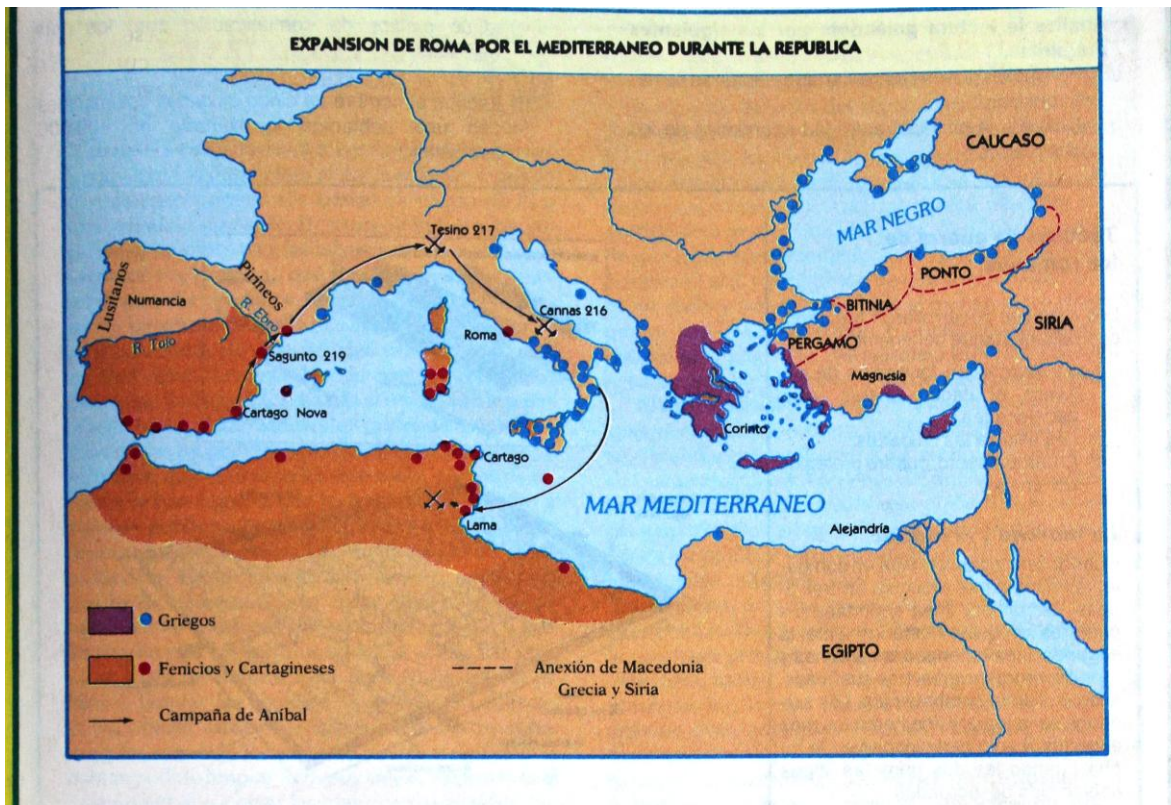 EXPANSION DE ROMA POR EL MEDITERRANEO DURANTE LA REPUBLICA
CAUCASO
MAR NEGRO
Tesino 217
PONTO
Lusitanos
Numancia
Pirineos
R. Ebro
Cannas 216
BITINIA
SIRIA
Roma
PERGAMO
R. Tojo
Sagunto 219
Magnesia
Cartago Nova
Corinto
Cartago
MAR MEDITERRANEO
Lama
Alejandría
Griegos
EGIPTO
Fenicios y Cartagineses
Anexión de Macedonia
Grecia y Siria
Campaña de Aníbal